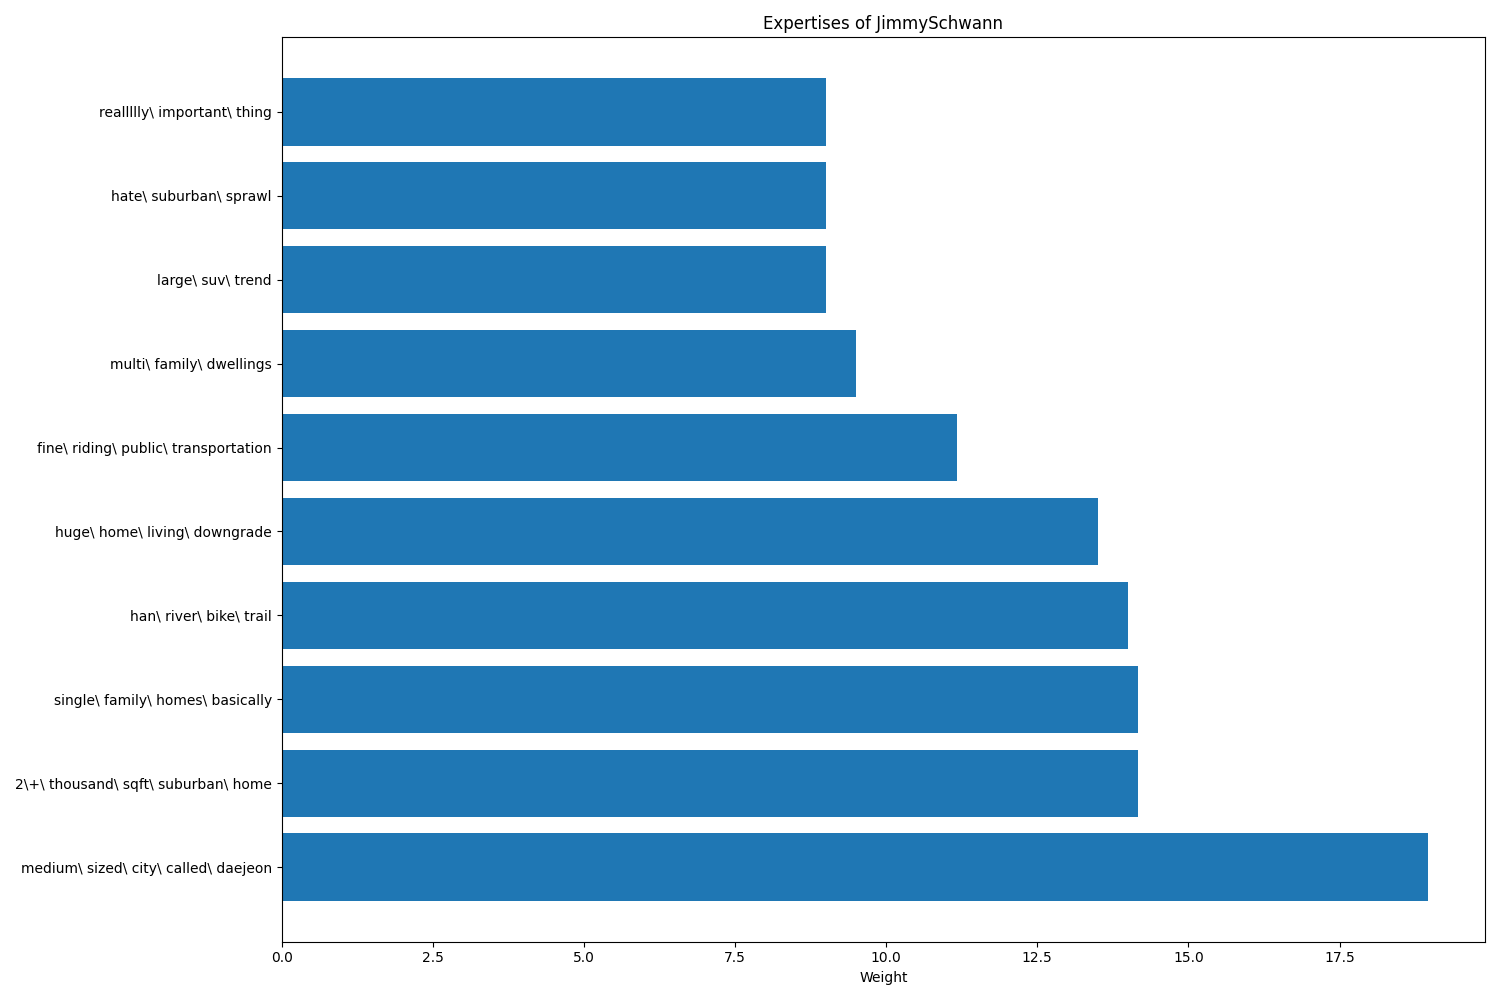 Expertises of JimmySchwann
reallllly\ important\ thing
hate\ suburban\ sprawl
large\ suv\ trend
multi\ family\ dwellings
fine\ riding\ public\ transportation
huge\ home\ living\ downgrade
han\ river\ bike\ trail
single\ family\ homes\ basically
2\+\ thousand\ sqft\ suburban\ home
medium\ sized\ city\ called\ daejeon
0.0 2.5 5.0 7.5 10.0 12.5 15.0 17.5
Weight